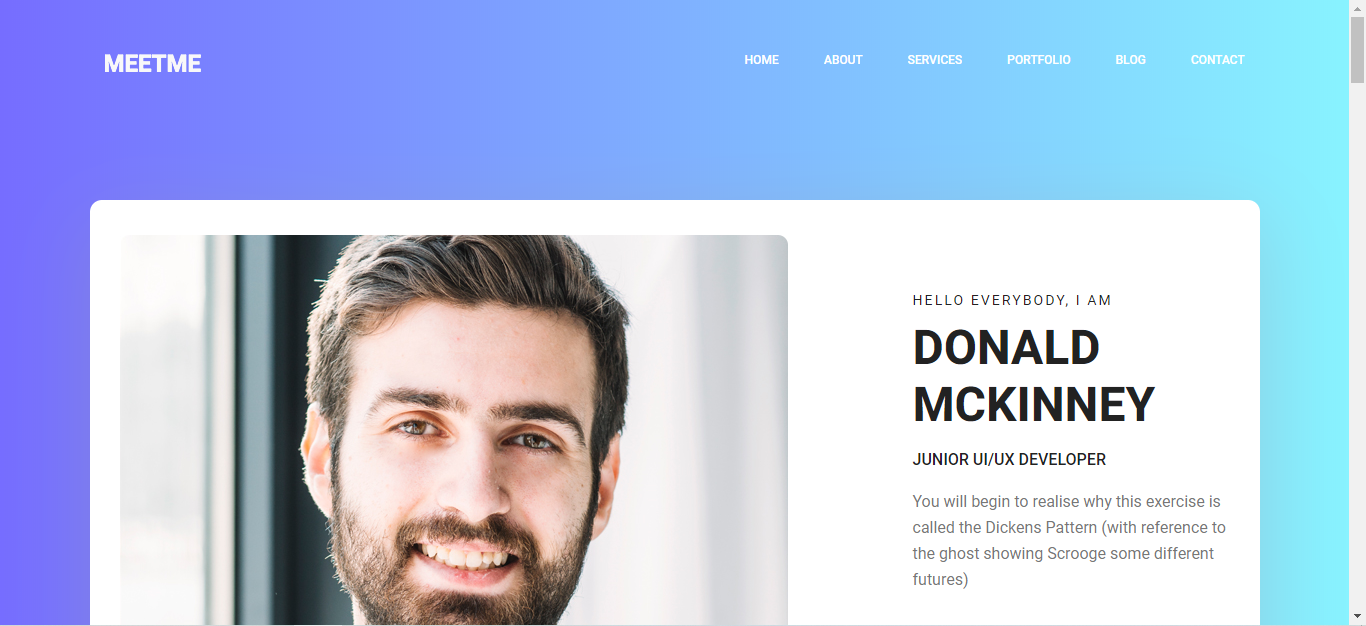 MEETME
HOME ABOUT SERVICES PORTFOLIO BLOG CONTACT
HELLO EVERYBODY, I AM
DONALD
MCKINNEY
JUNIOR UI/UX DEVELOPER
You will begin to realise why this exercise is
called the Dickens Pattern (with reference to
the ghost showing Scrooge some different
futures)